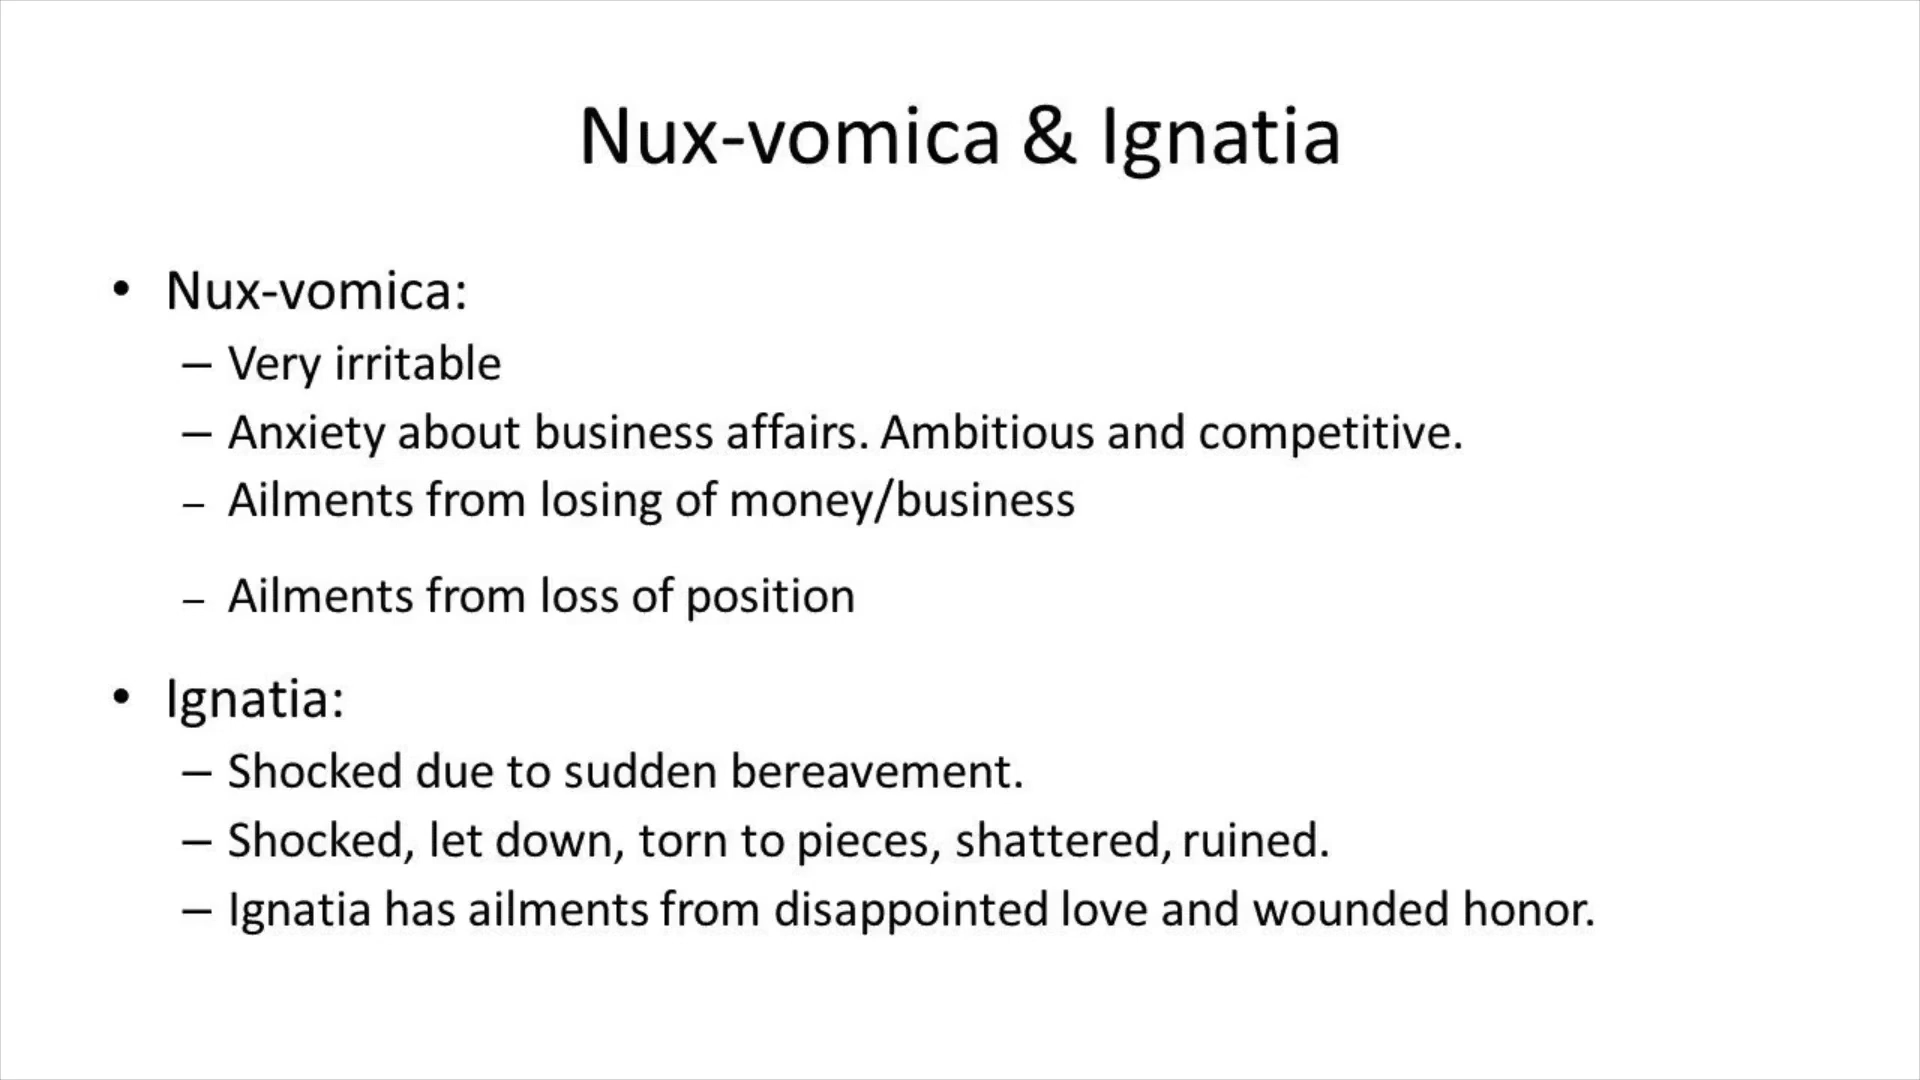 Nux-vomica & Ignatia
• Nux-vomica:
– Very irritable
– Anxiety about business affairs. Ambitious and competitive.
– Ailments from losing of money/business
– Ailments from loss of position
• Ignatia:
– Shocked due to sudden bereavement.
– Shocked, let down, torn to pieces, shattered, ruined.
– Ignatia has ailments from disappointed love and wounded honor.